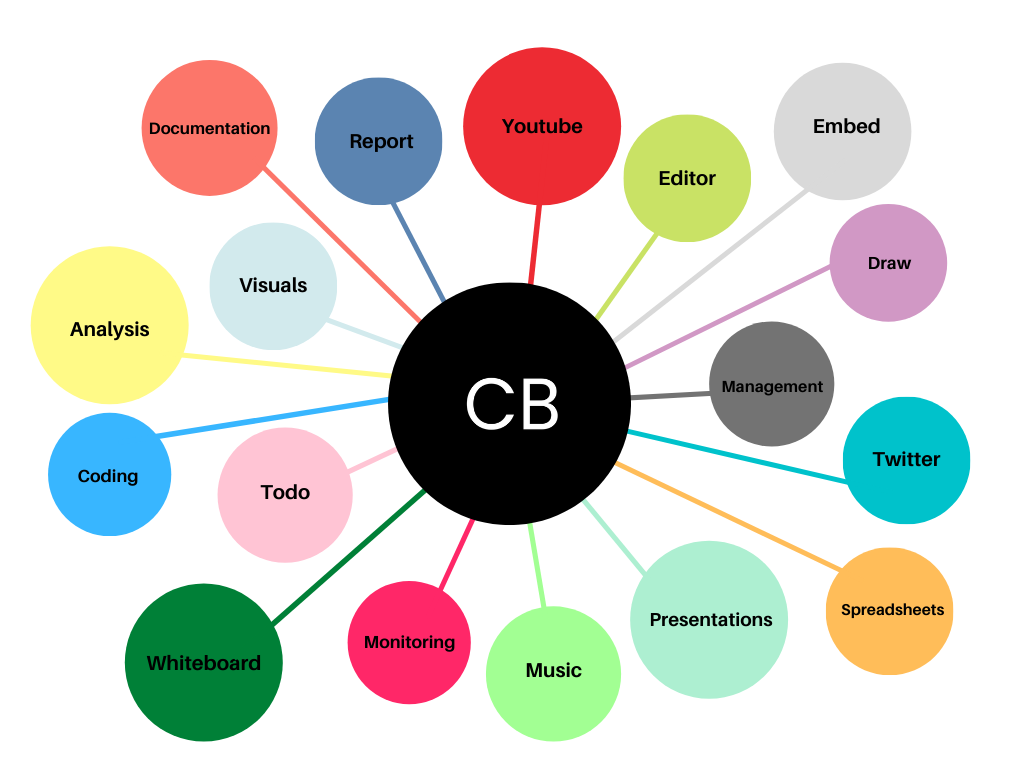 Youtube
Documentation
Report
Editor
Embed
Visuals
Draw
Analysis
Management
CB
Coding
Todo
Twitter
Whiteboard
Monitoring
Music
Presentations
Spreadsheets